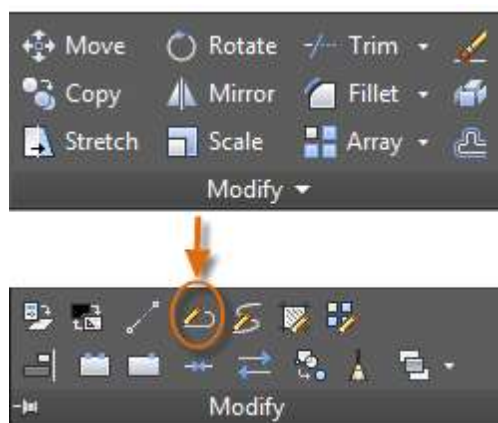 Move Rotate Trim
Copy Mirror Fillet
Stretch Scale Array
Modify
Modify